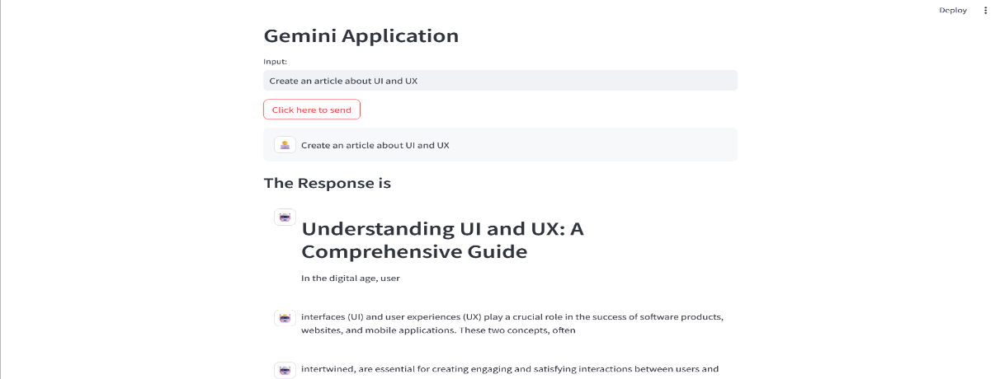 Deploy
Gemini Application
Input:
Create an article about UI and UX
Click here to send
Create an article about UI and UX
The Response is
Understanding UI and UX: A
Comprehensive Guide
In the digital age, user
interfaces (UI) and user experiences (UX) play a crucial role in the success of software products,
websites, and mobile applications. These two concepts, often
intertwined, are essential for creating engaging and satisfying interactions between users and